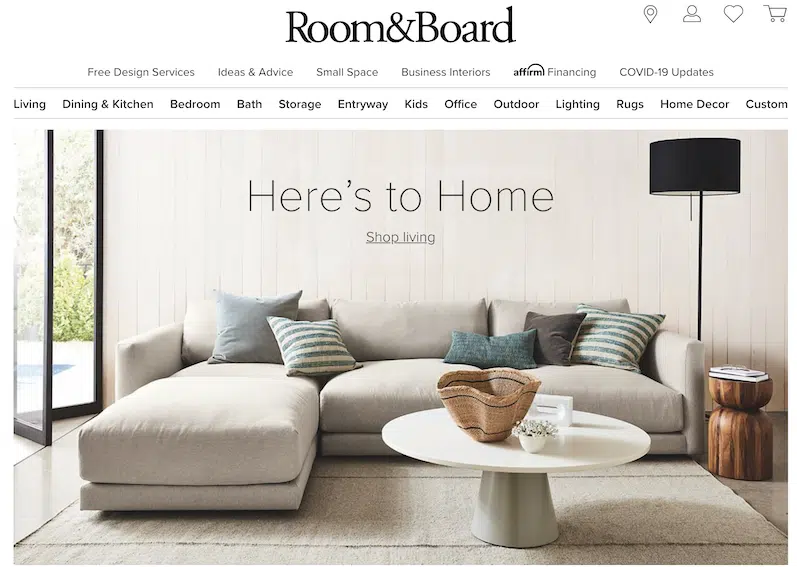 Room&Board
Free Design Services Ideas & Advice Small Space Business Interiors affirm Financing COVID-19 Updates
Living Dining & Kitchen Bedroom Bath Storage Entryway Kids Office Outdoor Lighting Rugs Home Decor Custom
Here's to Home
Shop living